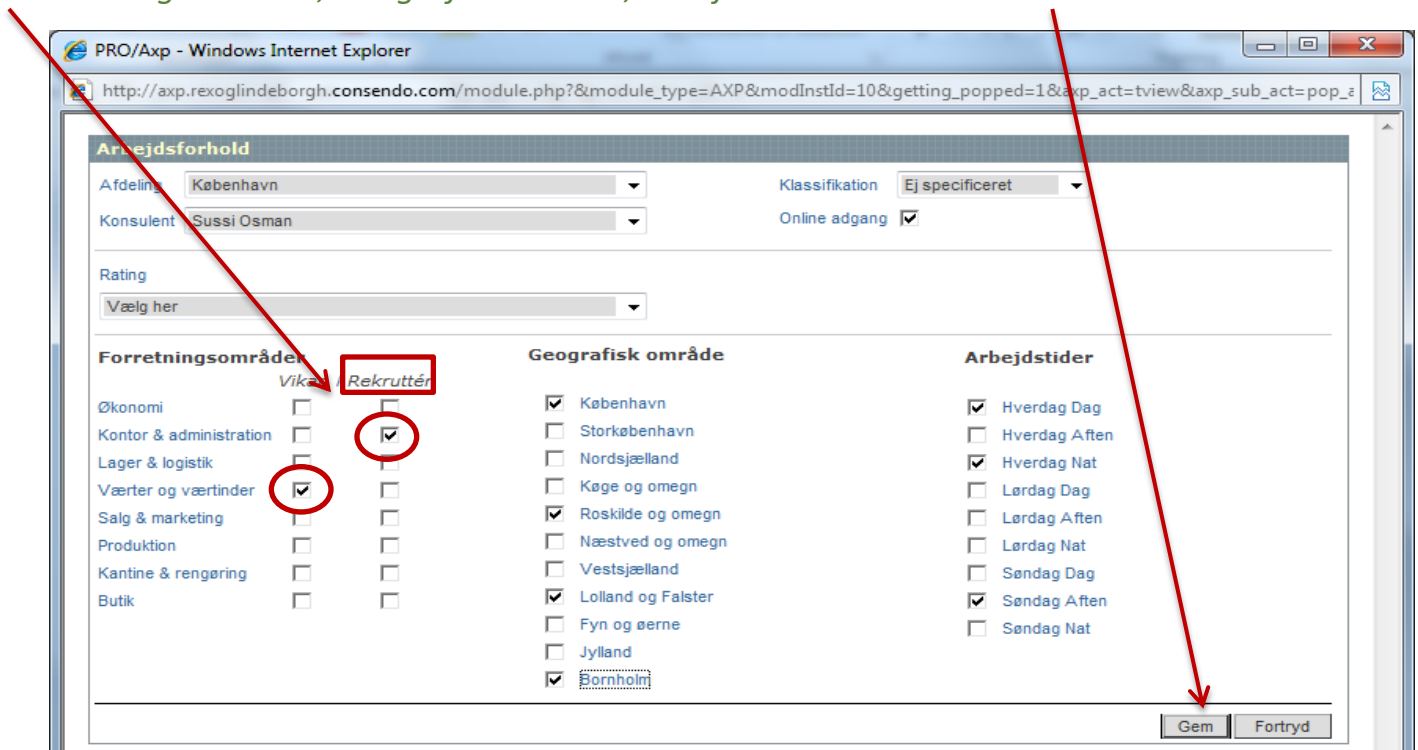 PRO/Axp - Windows Internet Explorer
http://axp.rexoglindeborgh.consendo.com/module.php?&module_type=AXP&modInstId=10&getting_popped=1&axp_act=tview&axp_sub_act=pop_a
Arbejdsforhold
Afdeling København Klassifikation Ej specificeret
Konsulent Sussi Osman Online adgang
Rating
Vælg her
Forretningsområder Geografisk område Arbejdstider
Vikar / Rekruttér
Økonomi København Hverdag Dag
Kontor & administration Storkøbenhavn Hverdag Aften
Lager & logistik Nordsjælland Hverdag Nat
Værter og værtinder Køge og omegn Lørdag Dag
Salg & marketing Roskilde og omegn Lørdag Aften
Produktion Næstved og omegn Lørdag Nat
Kantine & rengøring Vestsjælland Søndag Dag
Butik Lolland og Falster Søndag Aften
Fyn og øerne Søndag Nat
Jylland
Bornholm
Gem Fortryd